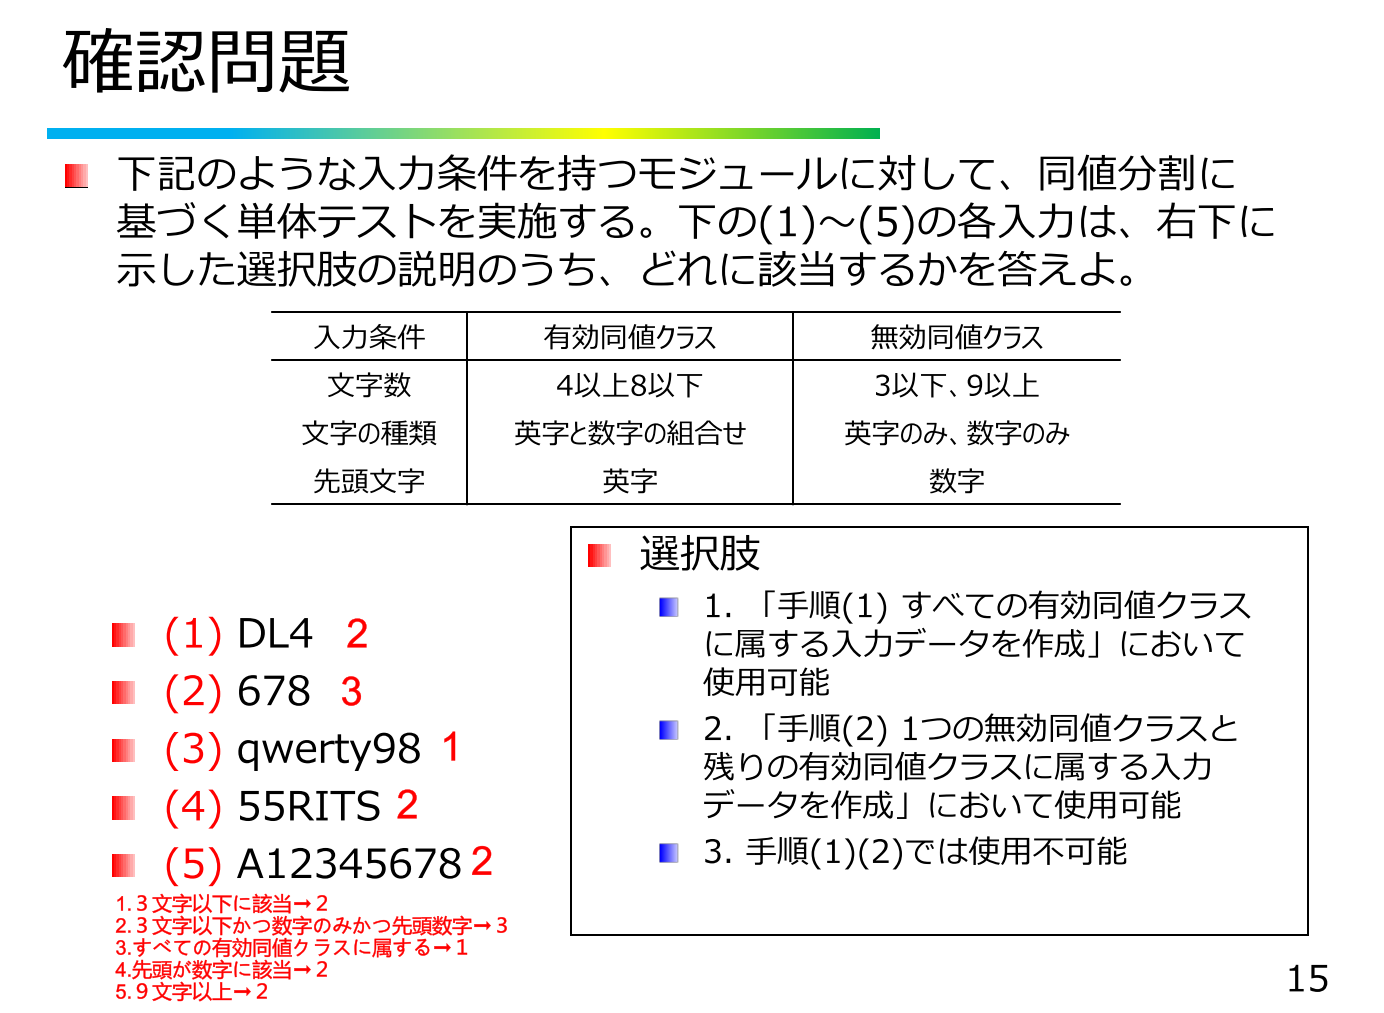 確認問題
下記のような入力条件を持つモジュールに対して、同値分割に
基づく単体テストを実施する。下の(1)～(5)の各入力は、右下に
示した選択肢の説明のうち、どれに該当するかを答えよ。
入力条件 有効同値クラス 無効同値クラス
文字数 4以上8以下 3以下、9以上
文字の種類 英字と数字の組合せ 英字のみ、数字のみ
先頭文字 英字 数字
(1) DL4 2
(2) 678 3
(3) qwerty98 1
(4) 55RITS 2
(5) A12345678 2
1.3文字以下に該当→2
2.3文字以下かつ数字のみかつ先頭数字→3
3.すべての有効同値クラスに属する→1
4.先頭が数字に該当→2
5.9文字以上→2
選択肢
1. 「手順(1) すべての有効同値クラス
に属する入力データを作成」において
使用可能
2. 「手順(2) 1つの無効同値クラスと
残りの有効同値クラスに属する入力
データを作成」において使用可能
3. 手順(1)(2)では使用不可能
15